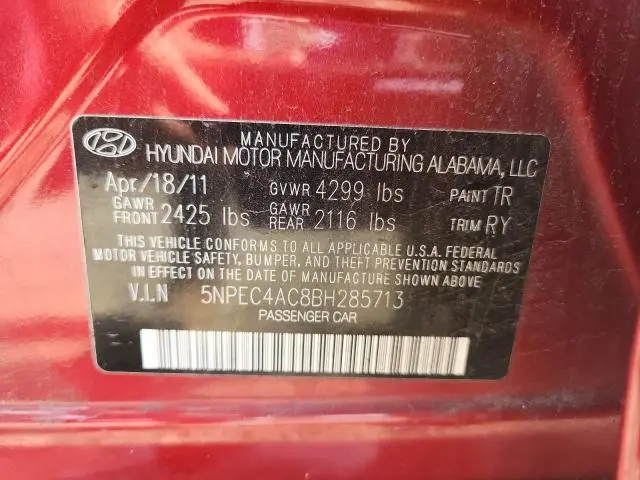 MANUFACTURED BY
HYUNDAI MOTOR MANUFACTURING ALABAMA, LLC
Apr/18/11 GVWR 4299 lbs PAINT TR
GAWR FRONT 2425 lbs GAWR REAR 2116 lbs TRIM RY
THIS VEHICLE CONFORMS TO ALL APPLICABLE U.S.A. FEDERAL
MOTOR VEHICLE SAFETY, BUMPER, AND THEFT PREVENTION
STANDARDS IN EFFECT ON THE DATE OF MANUFACTURE SHOWN ABOVE
V.I.N 5NPEC4AC8BH285713
PASSENGER CAR